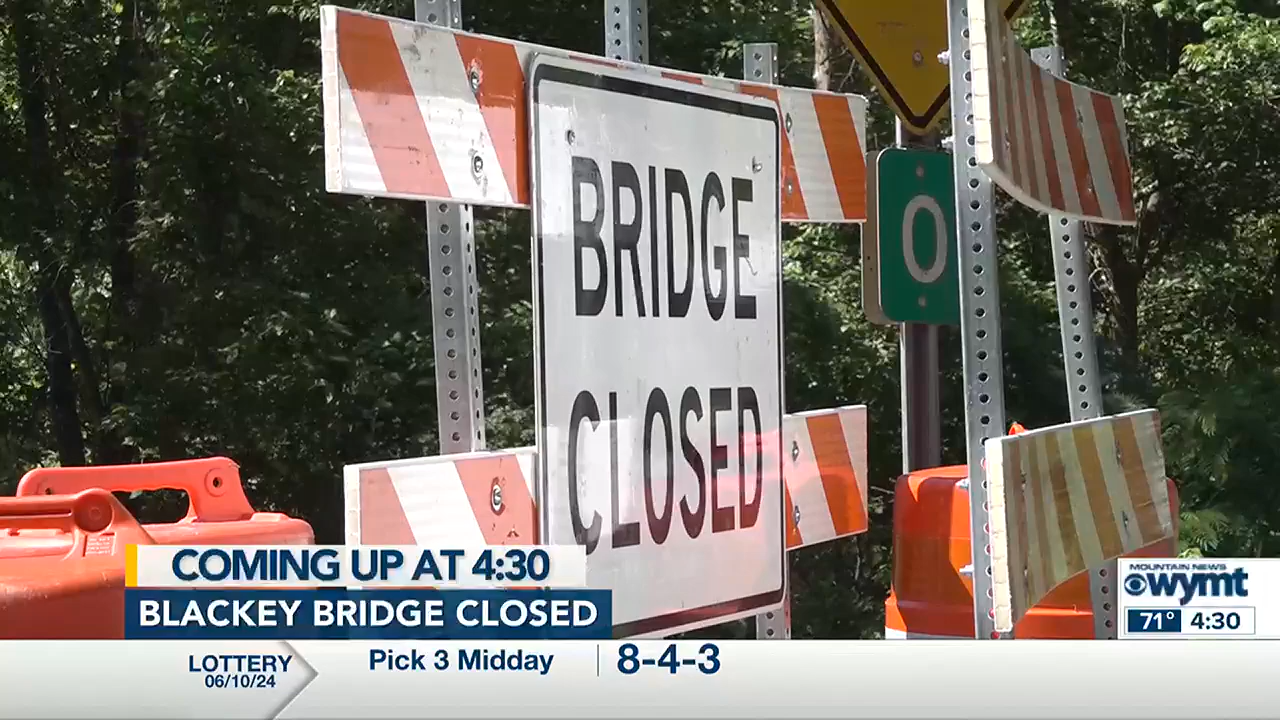 BRIDGE
CLOSED
0
COMING UP AT 4:30
BLACKEY BRIDGE CLOSED
MOUNTAIN NEWS
wymt
71° 4:30
LOTTERY
06/10/24
Pick 3 Midday
8-4-3